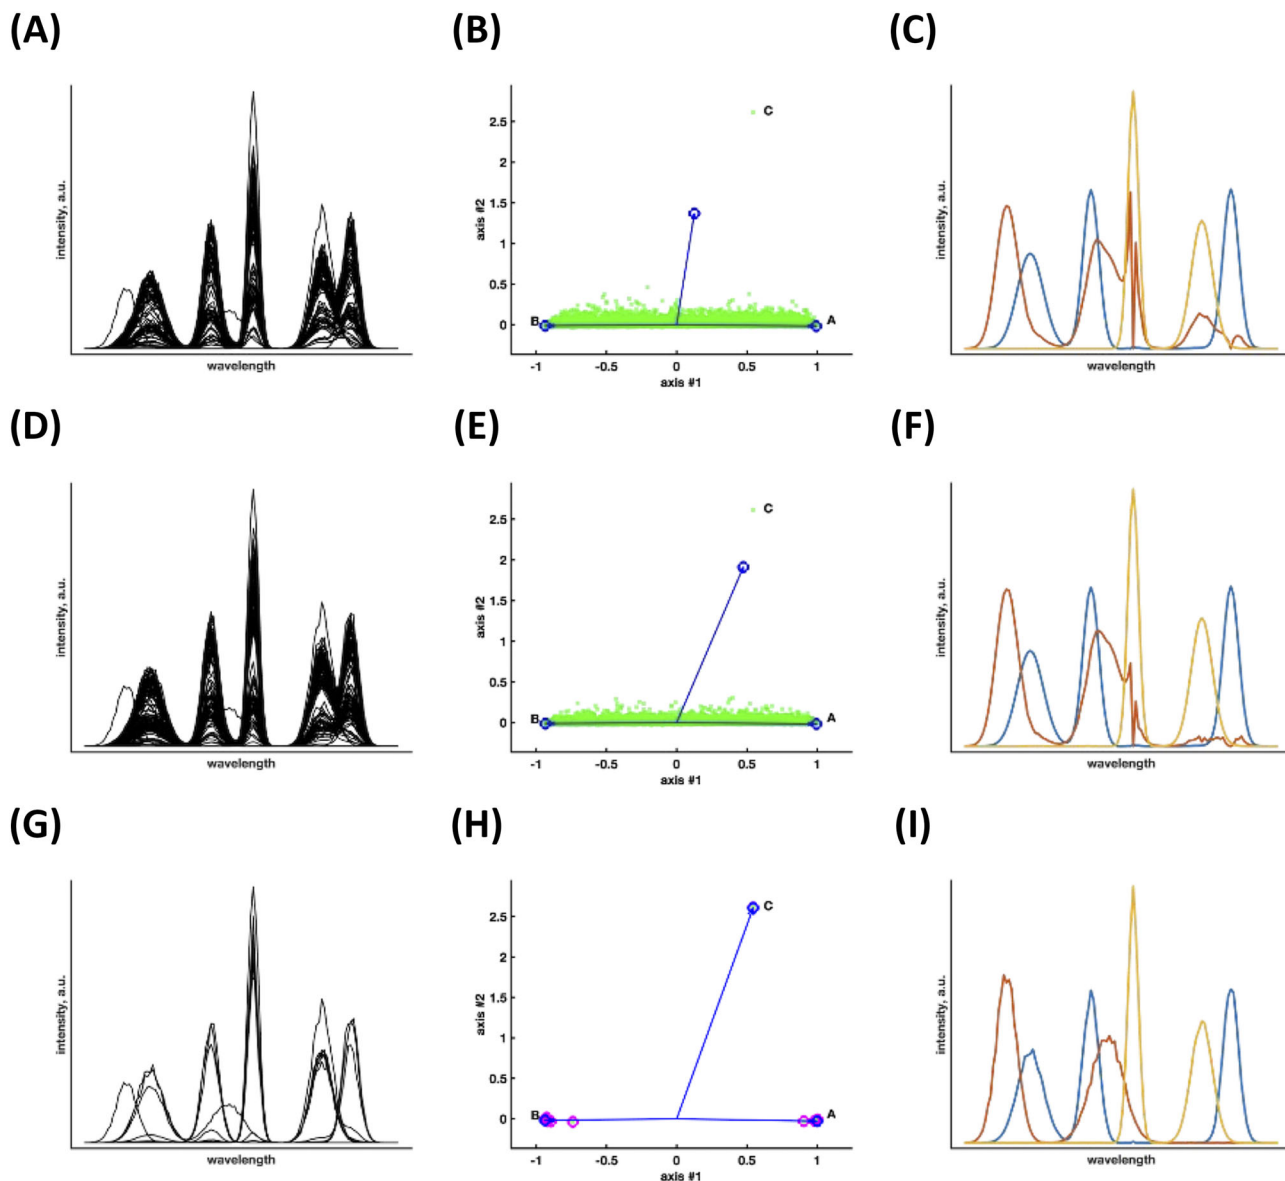 (A)
intensity, a.u.
wavelength
(B)
axis #2
2.5
2
1.5
1
0.5
0
-1
-0.5
0
0.5
1
axis #1
C
B
A
(C)
intensity, a.u.
wavelength
(D)
intensity, a.u.
wavelength
(E)
axis #2
2.5
2
1.5
1
0.5
0
-1
-0.5
0
0.5
1
axis #1
C
B
A
(F)
intensity, a.u.
wavelength
(G)
intensity, a.u.
wavelength
(H)
axis #2
2.5
2
1.5
1
0.5
0
-1
-0.5
0
0.5
1
axis #1
C
B
A
(I)
intensity, a.u.
wavelength